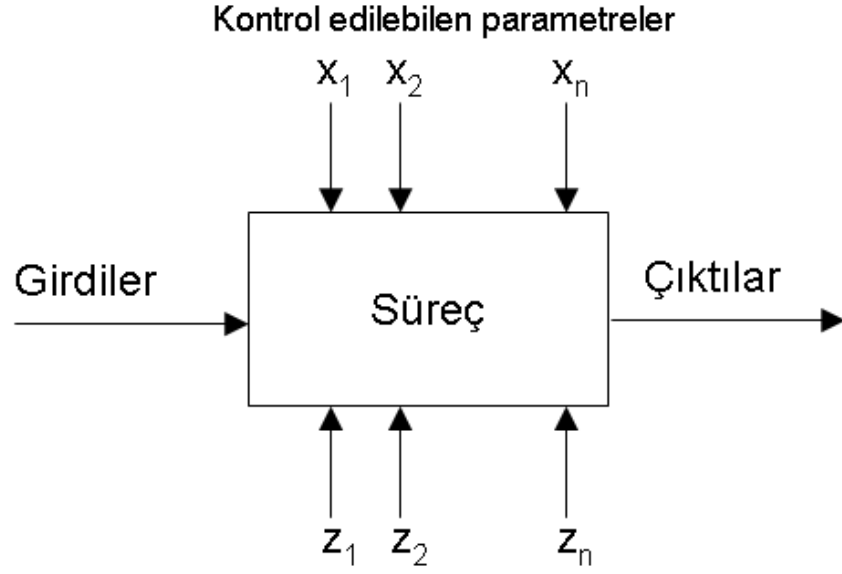 Kontrol edilebilen parametreler
x1 x2 xn
Girdiler
Süreç
Çıktılar
z1 z2 zn